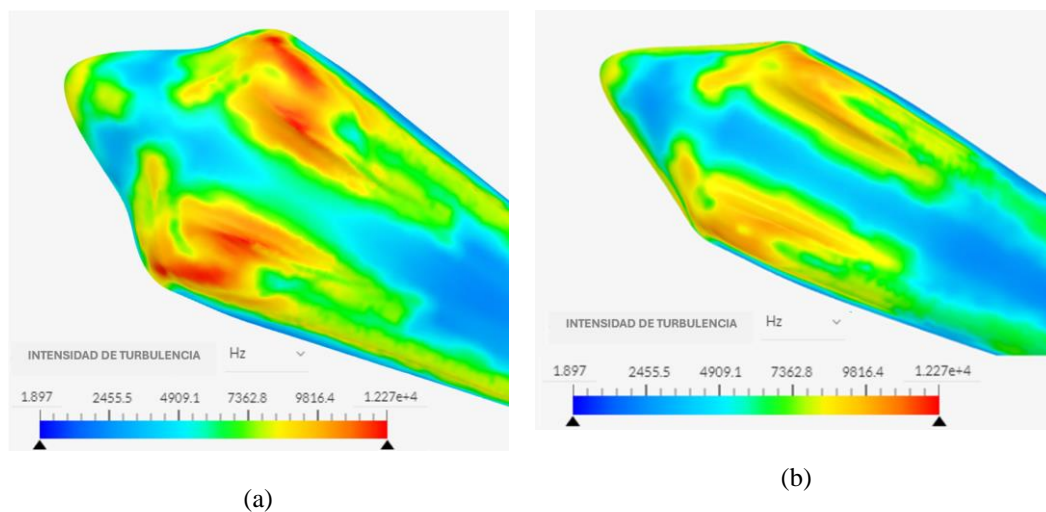 INTENSIDAD DE TURBULENCIA Hz
1.897 2455.5 4909.1 7362.8 9816.4 1.227e+4
(a)
INTENSIDAD DE TURBULENCIA Hz
1.897 2455.5 4909.1 7362.8 9816.4 1.227e+4
(b)